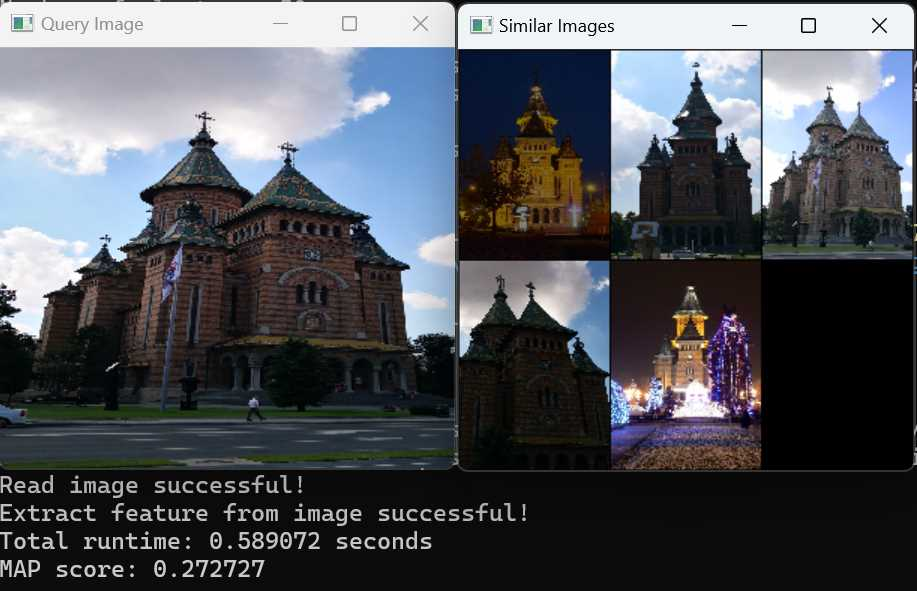 Query Image
Similar Images
Read image successful!
Extract feature from image successful!
Total runtime: 0.589072 seconds
MAP score: 0.272727